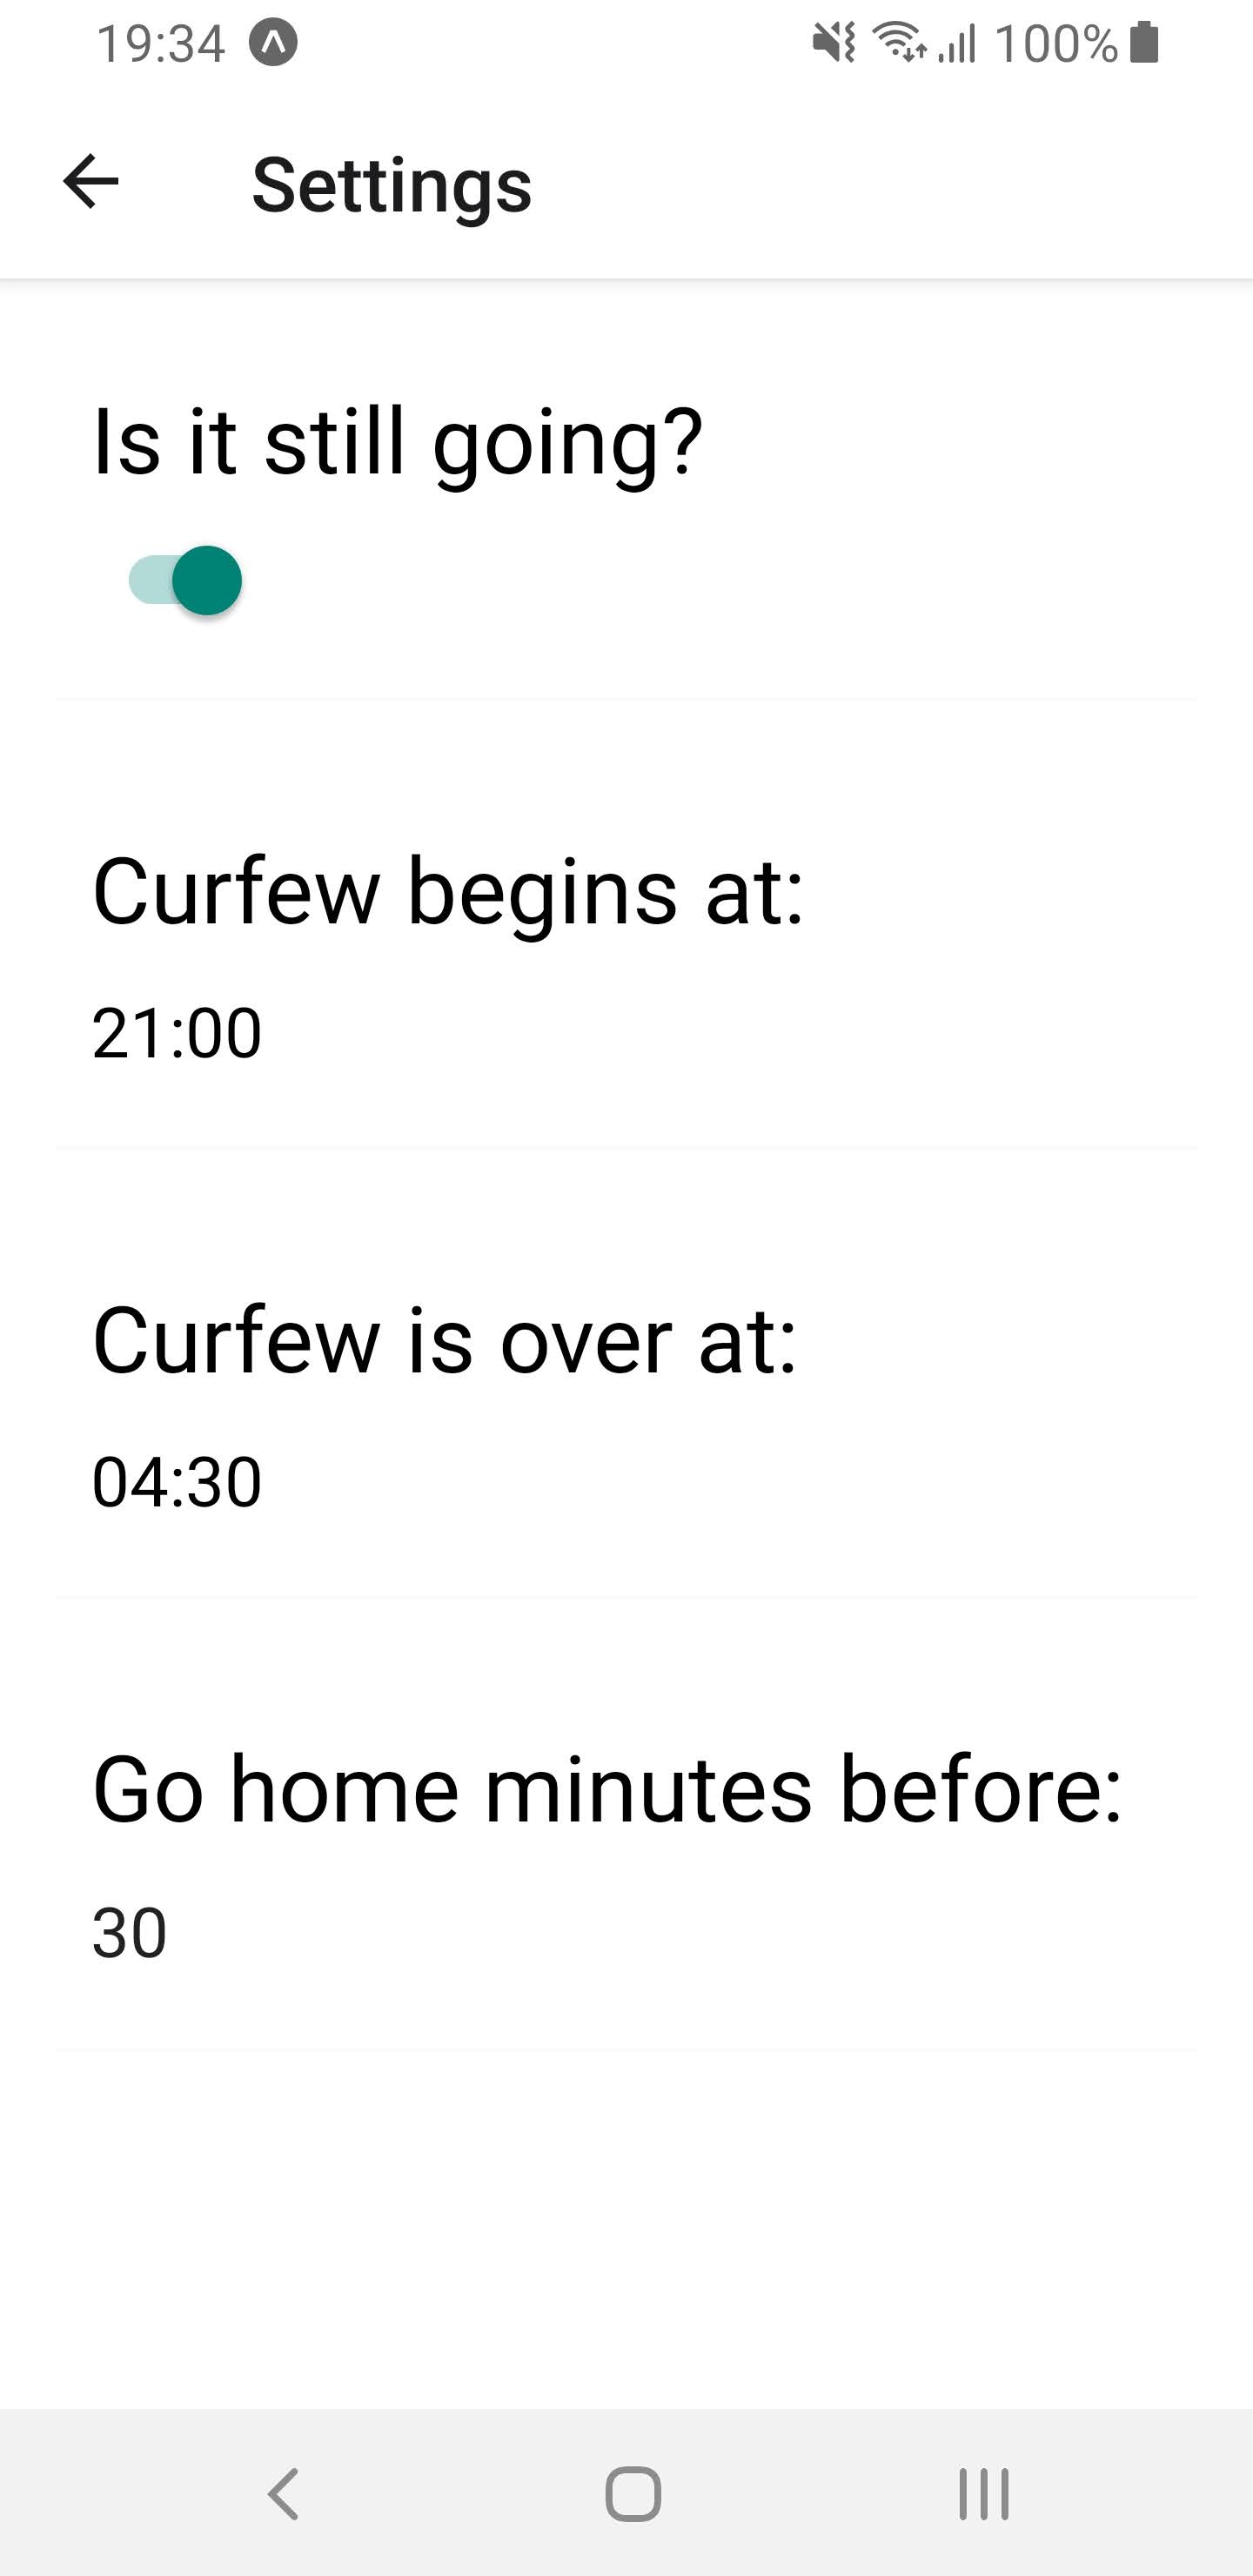 19:34 100%
Settings
Is it still going?
Curfew begins at:
21:00
Curfew is over at:
04:30
Go home minutes before:
30